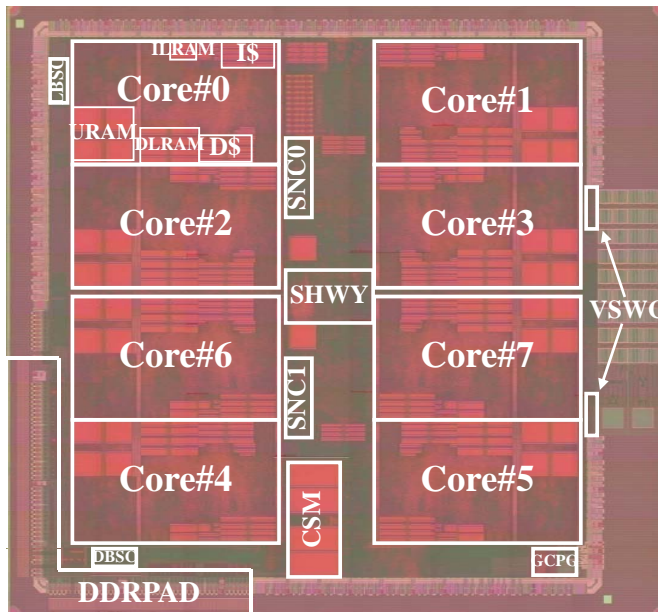 ILRAM
I$
Core#0
LBSC
URAM
DLRAM
D$
Core#1
SNC0
Core#2
Core#3
SHWY
VSWC
Core#6
Core#7
SNC1
Core#4
CSM
Core#5
DBSC
GCPG
DDRPAD